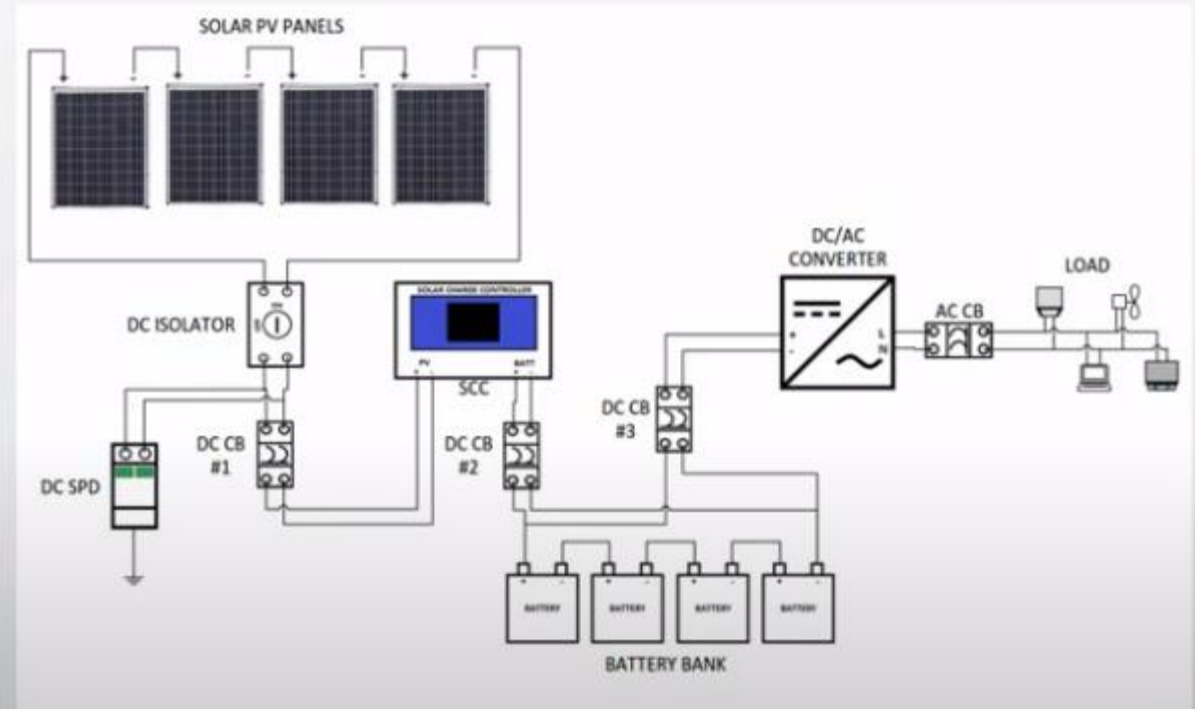 SOLAR PV PANELS
+ - + - + - + -
DC ISOLATOR
ON
SOLAR CHARGE CONTROLLER
PV
BATT
+ - + -
SCC
DC/AC
CONVERTER
+
-
L
N
AC CB
LOAD
DC CB
#3
DC CB
#1
DC CB
#2
DC SPD
+ - + - + - + -
BATTERY BATTERY BATTERY BATTERY
BATTERY BANK